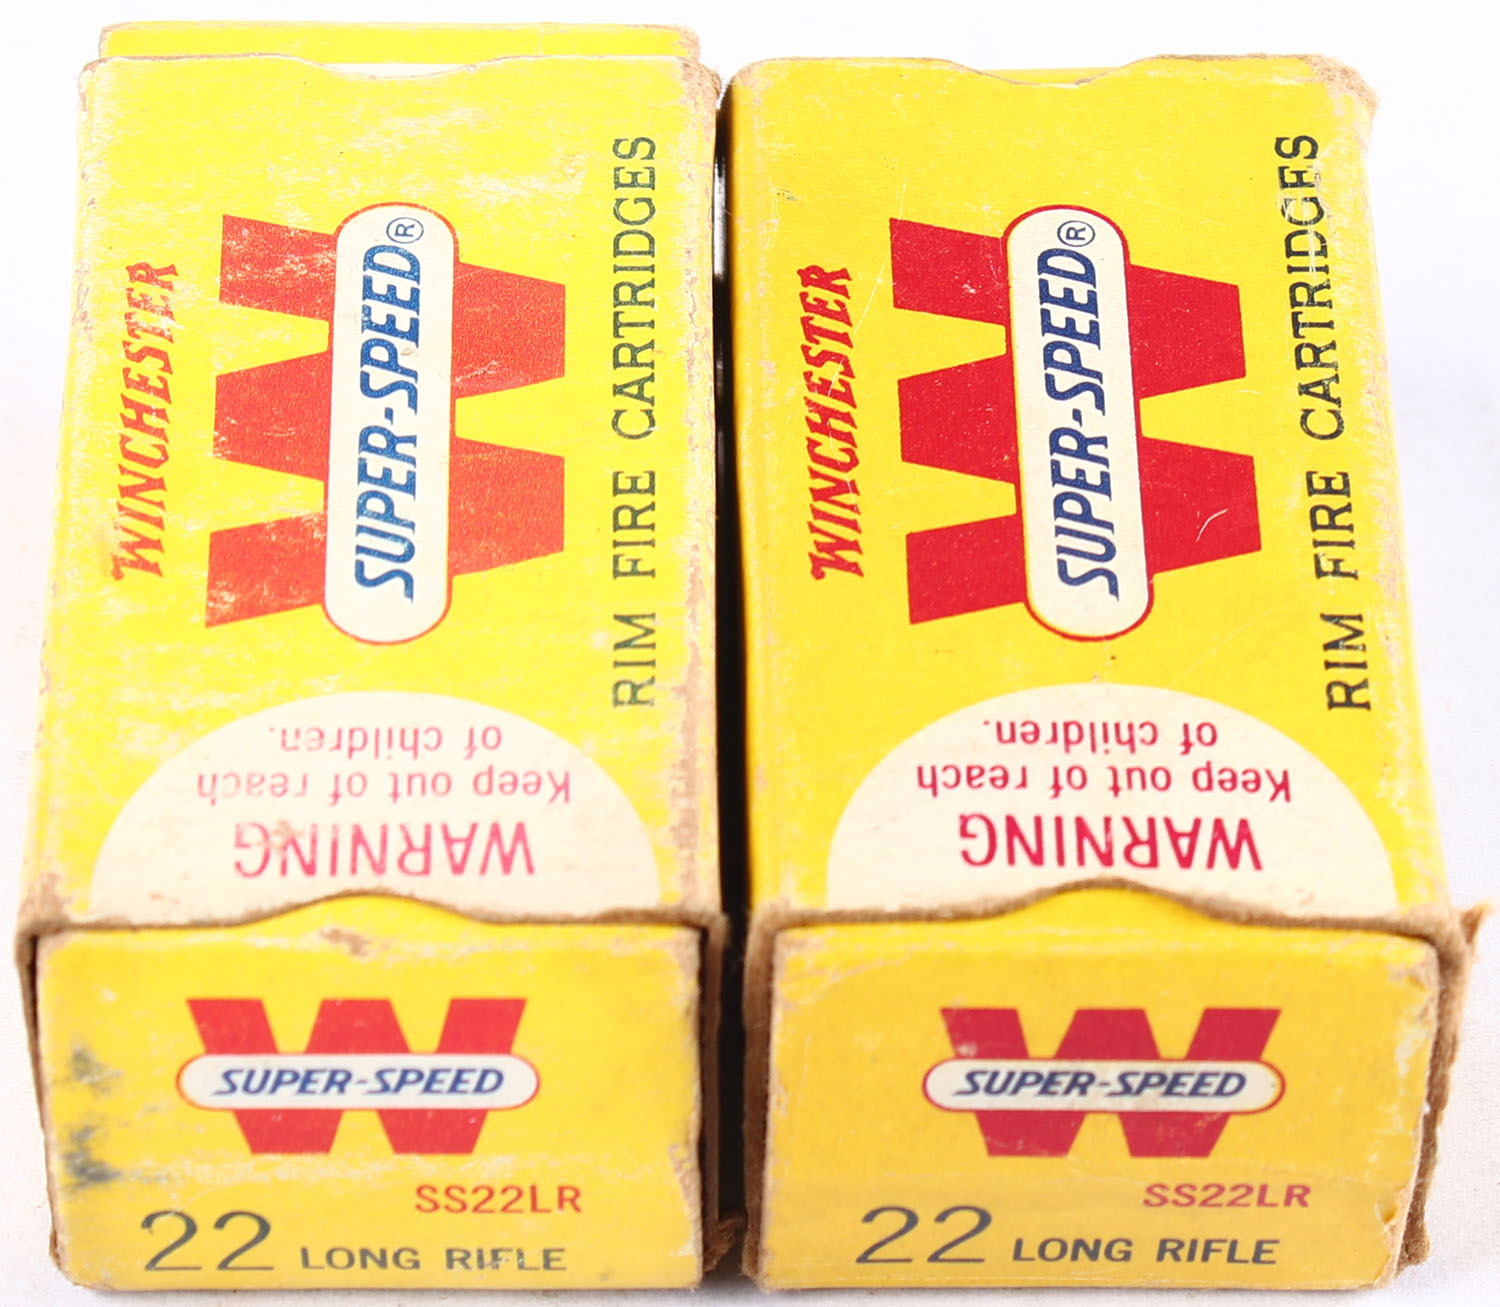 WINCHESTER
W
SUPER-SPEED®
RIM FIRE CARTRIDGES
WARNING
Keep out of reach
of children.
W
SUPER-SPEED
SS22LR
22 LONG RIFLE
WINCHESTER
W
SUPER-SPEED®
RIM FIRE CARTRIDGES
WARNING
Keep out of reach
of children.
W
SUPER-SPEED
SS22LR
22 LONG RIFLE